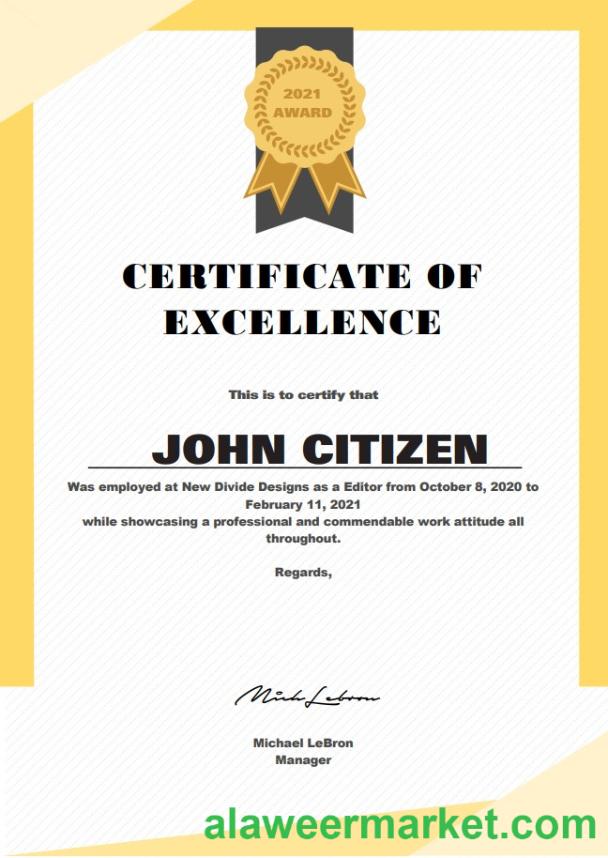 2021
AWARD
CERTIFICATE OF
EXCELLENCE
This is to certify that
JOHN CITIZEN
Was employed at New Divide Designs as a Editor from October 8, 2020 to
February 11, 2021
while showcasing a professional and commendable work attitude all
throughout.
Regards,
Mich Lebron
Michael LeBron
Manager
alaweermarket.com